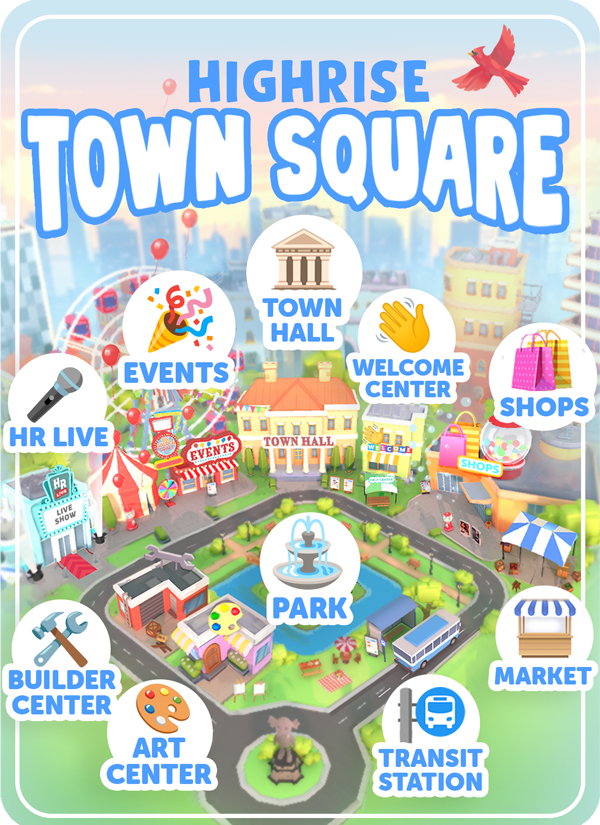 HIGHRISE
TOWN SQUARE
TOWN
HALL
EVENTS
WELCOME
CENTER
SHOPS
HR LIVE
EVENTS
TOWN HALL
WELCOME
SHOPS
HR
LIVE
LIVE
SHOW
PARK
BUILDER
CENTER
ART
CENTER
TRANSIT
STATION
MARKET